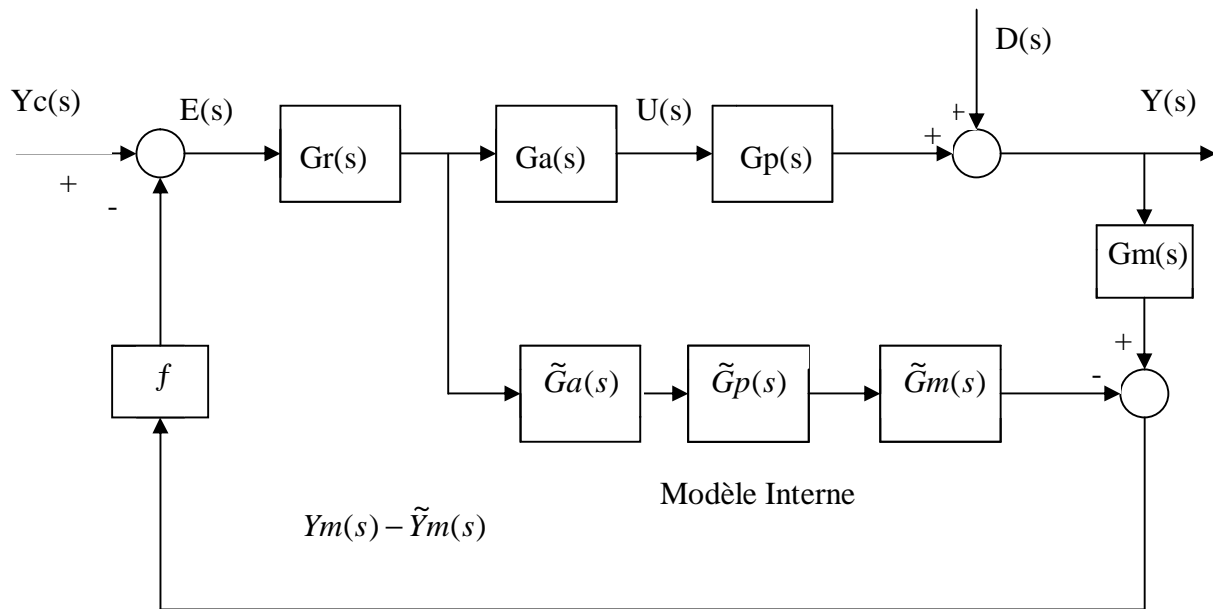 D(s)
Yc(s)
E(s)
U(s)
Y(s)
+
+
Gr(s)
Ga(s)
Gp(s)
+
-
Gm(s)
+
f
G̃a(s)
G̃p(s)
G̃m(s)
-
Modèle Interne
Ym(s) − Ỹm(s)